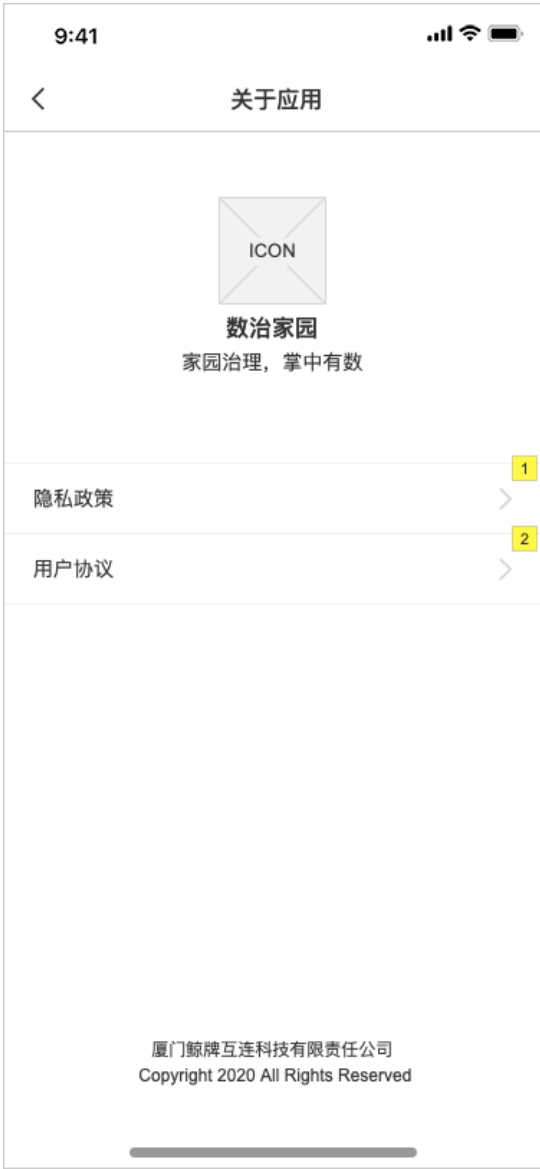 9:41
关于应用
ICON
数治家园
家园治理，掌中有数
1
隐私政策
2
用户协议
厦门鲸牌互连科技有限责任公司
Copyright 2020 All Rights Reserved